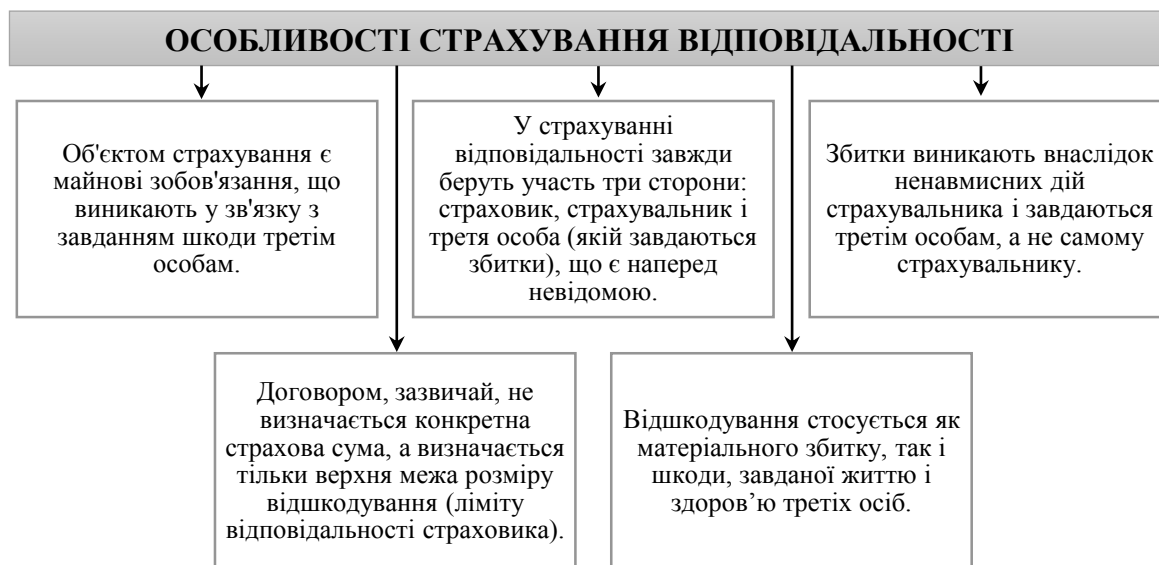 ОСОБЛИВОСТІ СТРАХУВАННЯ ВІДПОВІДАЛЬНОСТІ
Об'єктом страхування є
майнові зобов'язання, що
виникають у зв'язку з
завданням шкоди третім
особам.
У страхуванні
відповідальності завжди
беруть участь три сторони:
страховик, страхувальник і
третя особа (якій завдаються
збитки), що є наперед
невідомою.
Збитки виникають внаслідок
ненавмисних дій
страхувальника і завдаються
третім особам, а не самому
страхувальнику.
Договором, зазвичай, не
визначається конкретна
страхова сума, а визначається
тільки верхня межа розміру
відшкодування (ліміту
відповідальності страховика).
Відшкодування стосується як
матеріального збитку, так і
шкоди, завданої життю і
здоров’ю третіх осіб.